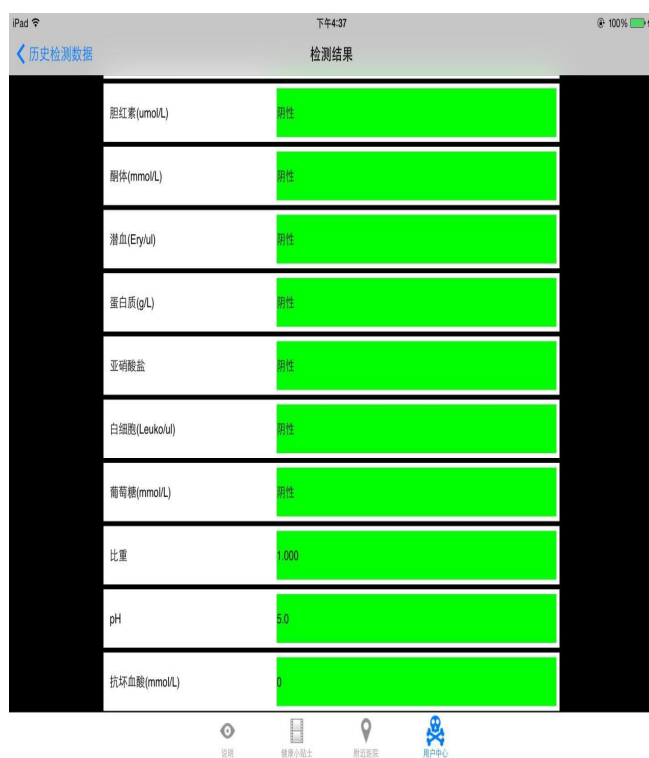 iPad 下午4:37 100%
历史检测数据 检测结果
胆红素(umol/L) 阴性
酮体(mmol/L) 阴性
潜血(Ery/ul) 阴性
蛋白质(g/L) 阴性
亚硝酸盐 阴性
白细胞(Leuko/ul) 阴性
葡萄糖(mmol/L) 阴性
比重 1.000
pH 5.0
抗坏血酸(mmol/L) 0
说明 健康小贴士 附近医院 用户中心